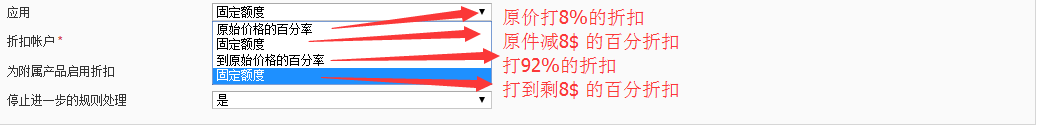 应用
固定额度
原始价格的百分率
固定额度
到原始价格的百分率
固定额度
折扣帐户 *
为附属产品启用折扣
停止进一步的规则处理
是
原价打8%的折扣
原件减8$ 的百分折扣
打92%的折扣
打到剩8$ 的百分折扣